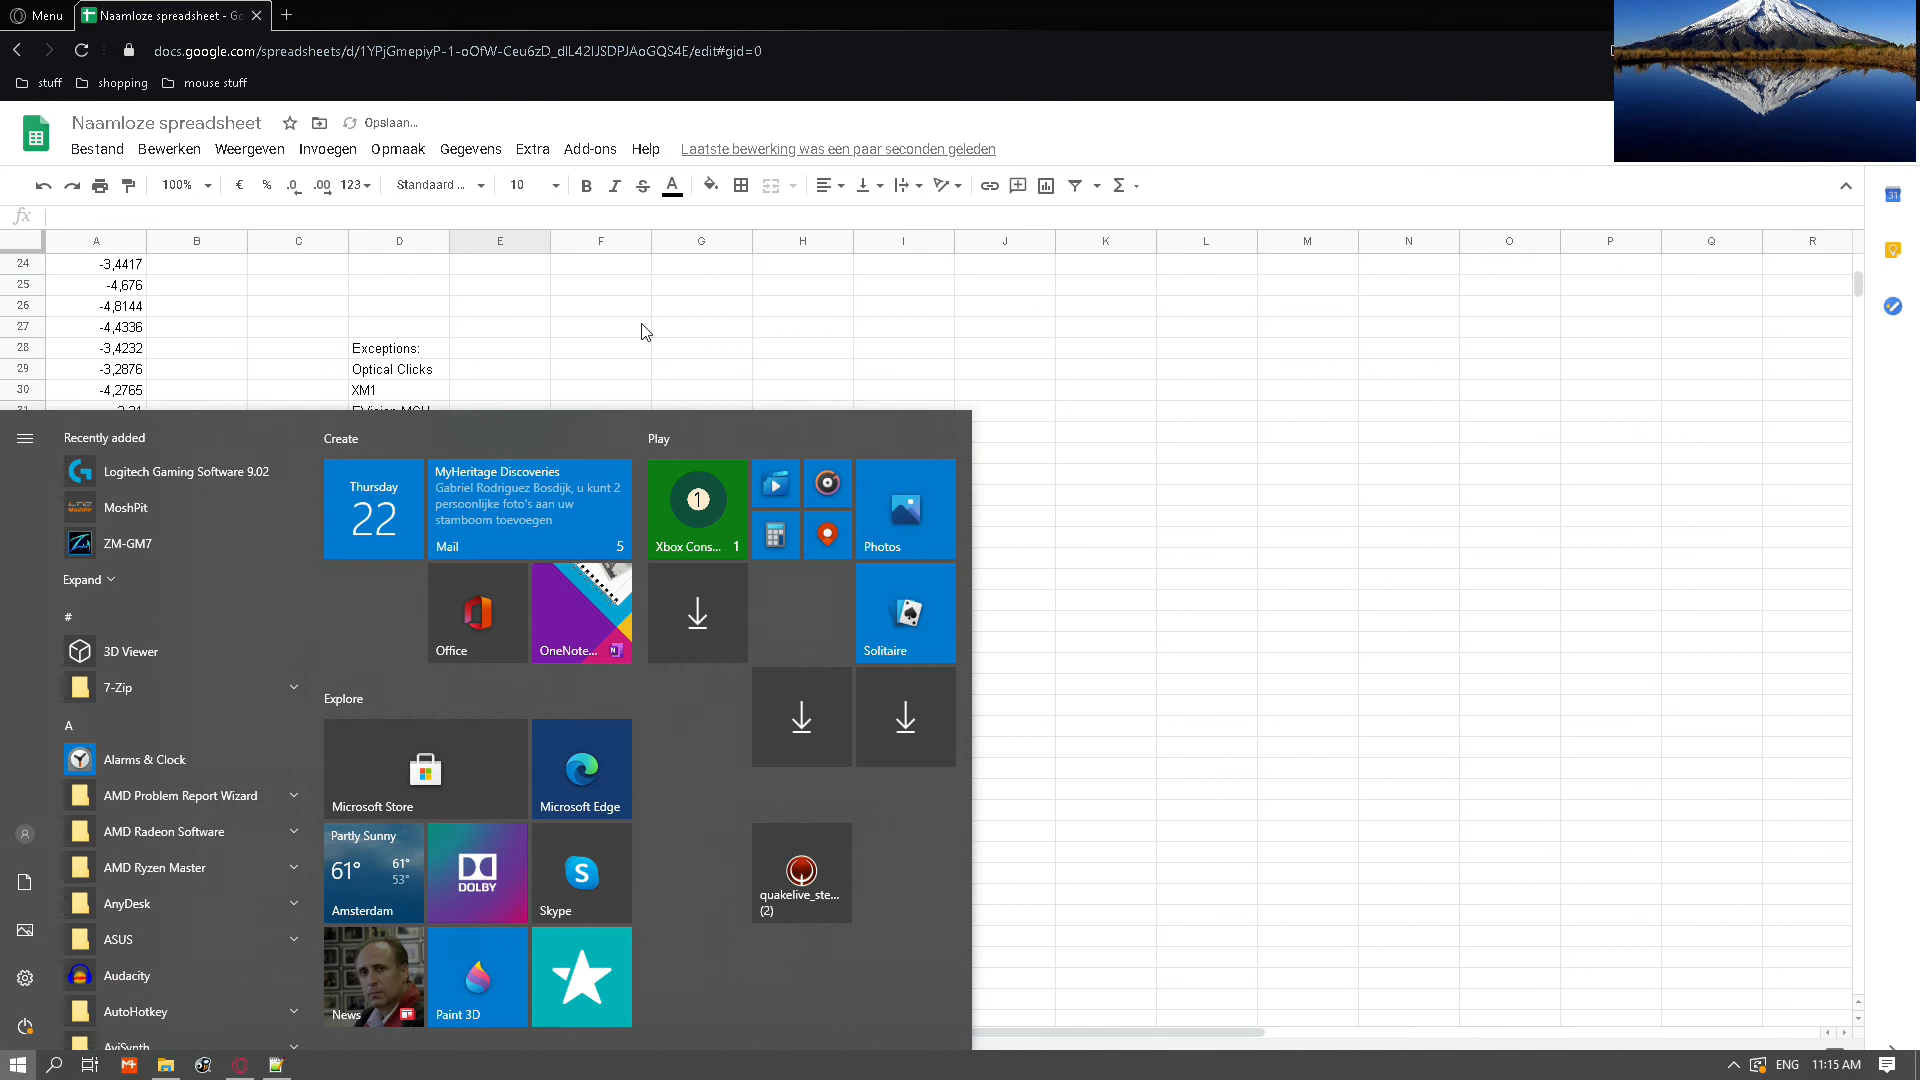 Menu
Naamloze spreadsheet - Go
docs.google.com/spreadsheets/d/1YPjGmepiyP-1-oOfW-Ceu6zD_dlL42IJSDPJAoGQS4E/edit#gid=0
stuff shopping mouse stuff
Naamloze spreadsheet Opslaan...
Bestand Bewerken Weergeven Invoegen Opmaak Gegevens Extra Add-ons Help Laatste bewerking was een paar seconden geleden
100% € % .0 .00 123 Standaard ... 10 B I S A Σ
fx
A B C D E F G H I J K L M N O P Q R
24 -3,4417
25 -4,676
26 -4,8144
27 -4,4336
28 -3,4232 Exceptions:
29 -3,2876 Optical Clicks
30 -4,2765 XM1
Recently added
Logitech Gaming Software 9.02
MoshPit
ZM-GM7
Expand
#
3D Viewer
7-Zip
A
Alarms & Clock
AMD Problem Report Wizard
AMD Radeon Software
AMD Ryzen Master
AnyDesk
ASUS
Audacity
AutoHotkey
AviSynth
Create
Thursday
22
MyHeritage Discoveries
Gabriel Rodriguez Bosdijk, u kunt 2
persoonlijke foto's aan uw
stamboom toevoegen
Mail 5
Office
OneNote...
Explore
Microsoft Store
Microsoft Edge
Partly Sunny
61° 61°
53°
Amsterdam
DOLBY
Skype
News
Paint 3D
Play
1
Xbox Cons... 1
Photos
Solitaire
quakelive_ste...
(2)
31
ENG 11:15 AM